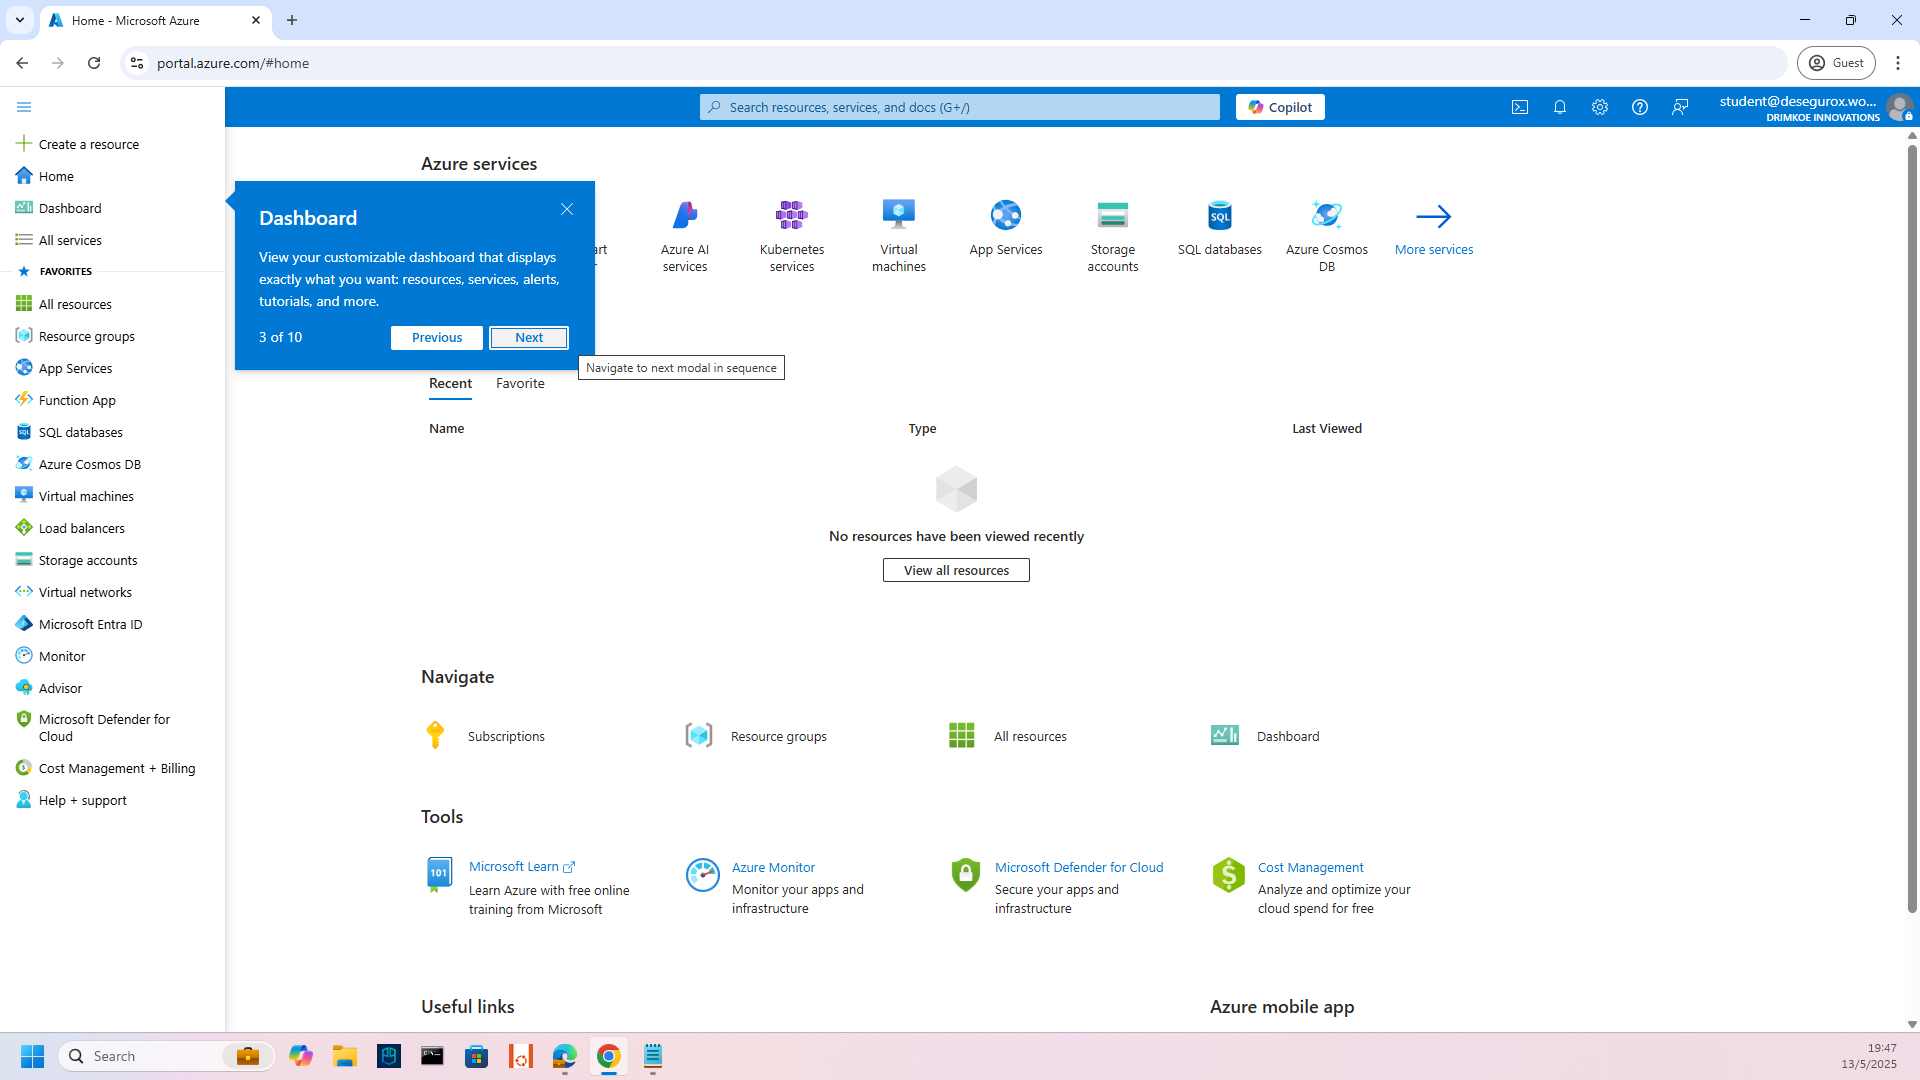 Home - Microsoft Azure
portal.azure.com/#home
Guest
Search resources, services, and docs (G+/)
Copilot
student@desegurox.wo...
DRIMKOE INNOVATIONS
Create a resource
Home
Dashboard
All services
FAVORITES
All resources
Resource groups
App Services
Function App
SQL databases
Azure Cosmos DB
Virtual machines
Load balancers
Storage accounts
Virtual networks
Microsoft Entra ID
Monitor
Advisor
Microsoft Defender for
Cloud
Cost Management + Billing
Help + support
Azure services
Dashboard
View your customizable dashboard that displays
exactly what you want: resources, services, alerts,
tutorials, and more.
3 of 10
Previous
Next
Navigate to next modal in sequence
Azure AI
services
Kubernetes
services
Virtual
machines
App Services
Storage
accounts
SQL
SQL databases
Azure Cosmos
DB
More services
Recent
Favorite
Name
Type
Last Viewed
No resources have been viewed recently
View all resources
Navigate
Subscriptions
Resource groups
All resources
Dashboard
Tools
101
Microsoft Learn
Learn Azure with free online
training from Microsoft
Azure Monitor
Monitor your apps and
infrastructure
Microsoft Defender for Cloud
Secure your apps and
infrastructure
Cost Management
Analyze and optimize your
cloud spend for free
Useful links
Azure mobile app
Search
19:47
13/5/2025